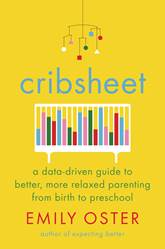 cribsheet
a data-driven guide to
better, more relaxed parenting
from birth to preschool
EMILY OSTER
author of expecting better